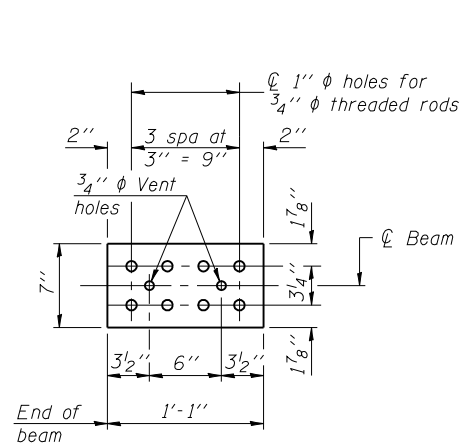 ℄ 1" ϕ holes for
3/4" ϕ threaded rods
2"
3 spa at
3" = 9"
2"
3/4" ϕ Vent
holes
1 7/8"
℄ Beam
7"
3 1/4"
1 7/8"
3 1/2"
6"
3 1/2"
End of
beam
1'-1"